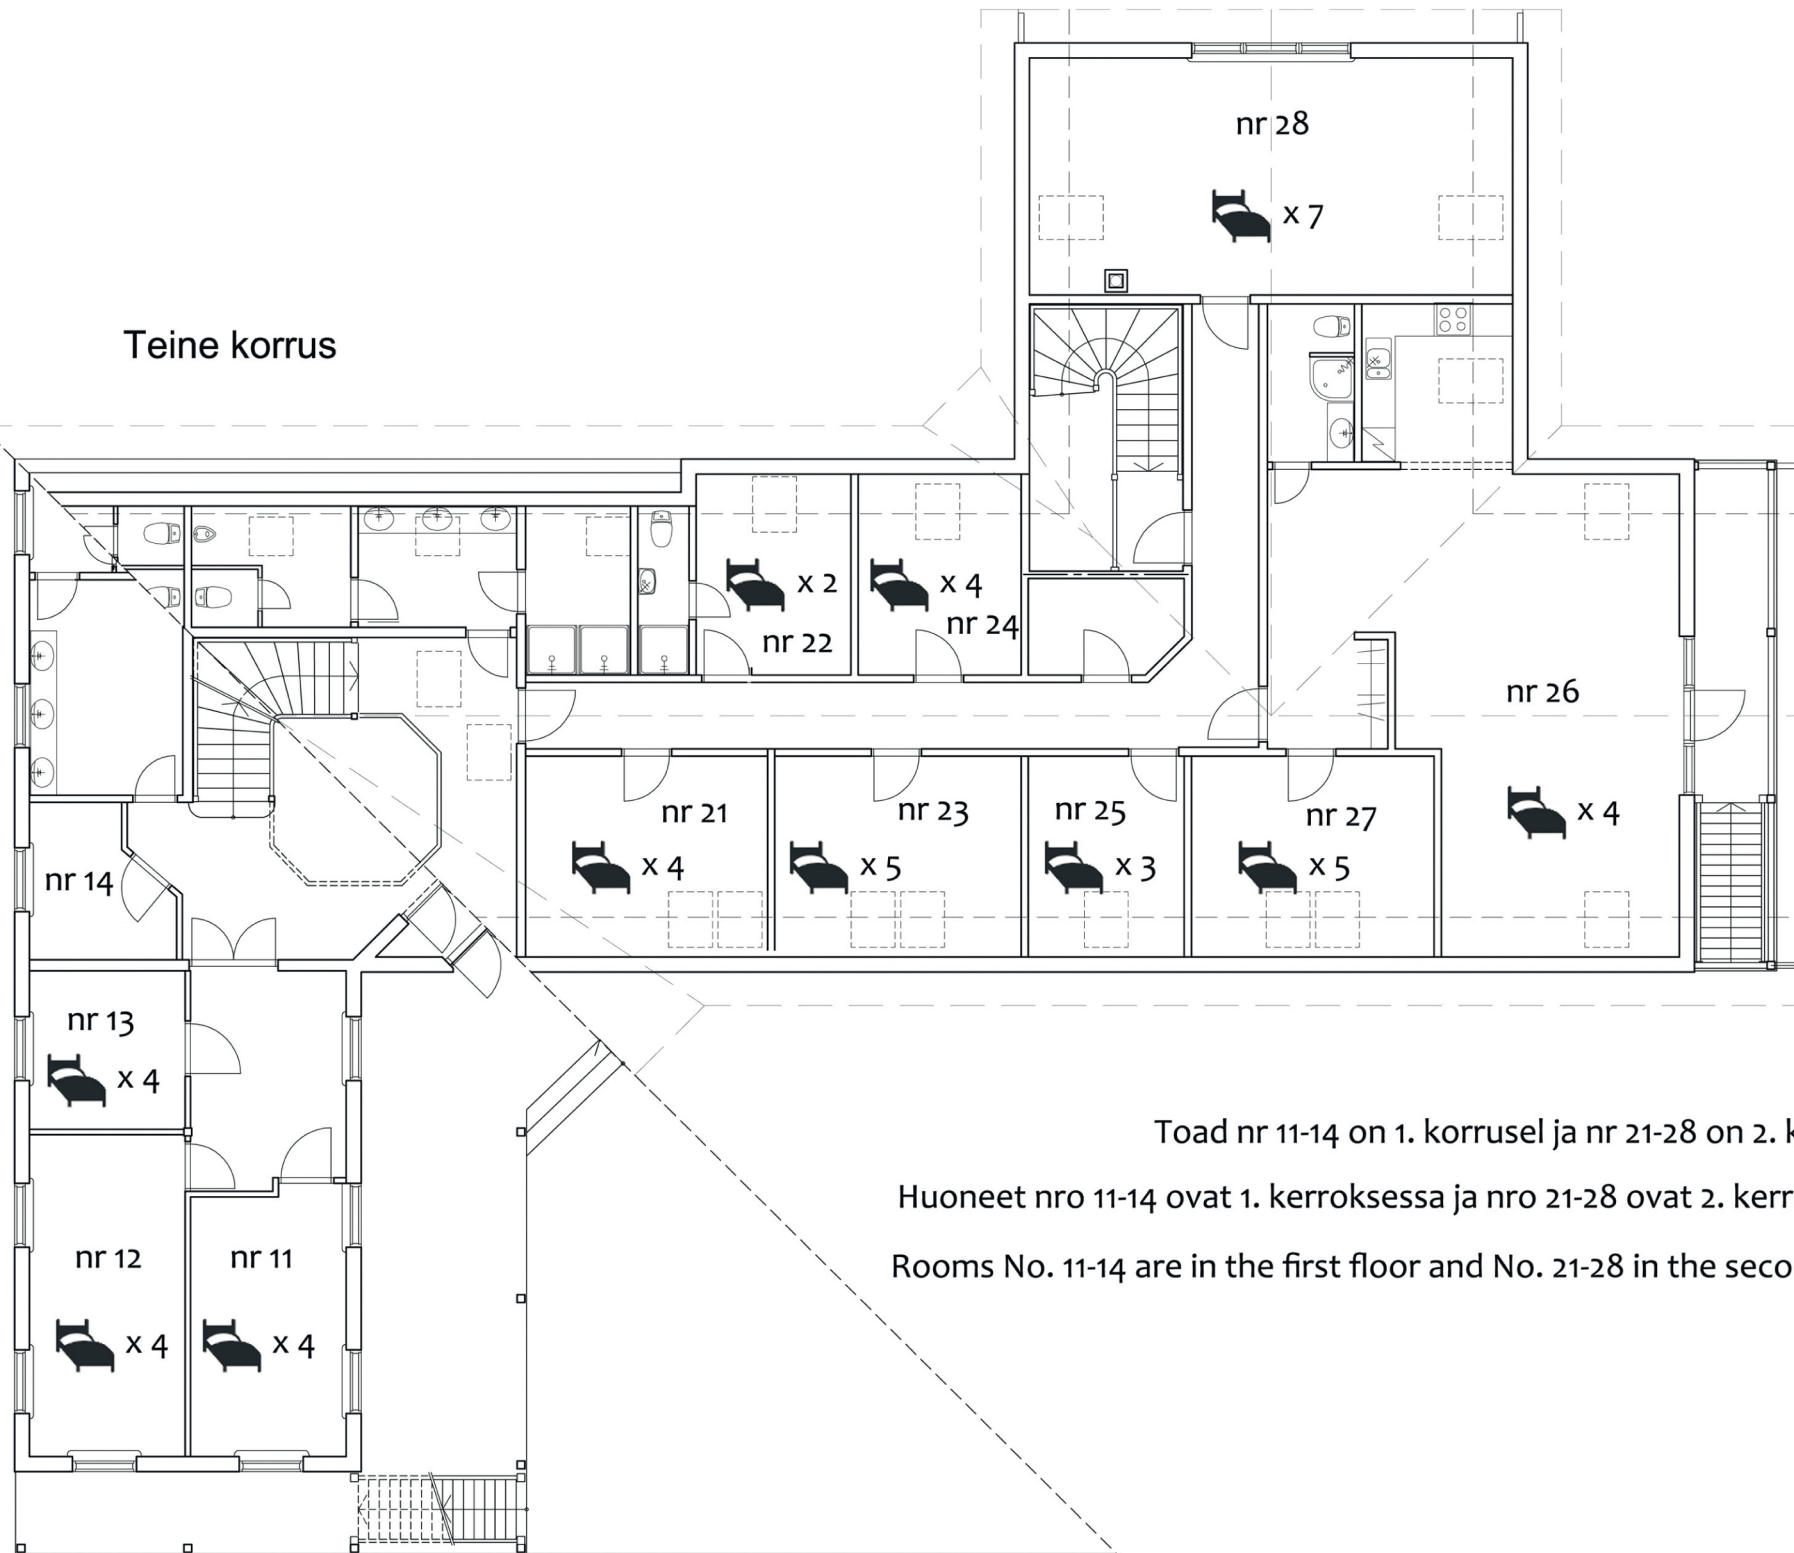 nr 28
x 7
Teine korrus
x 2
nr 22
x 4
nr 24
nr 26
x 4
nr 21
x 4
nr 23
x 5
nr 25
x 3
nr 27
x 5
nr 14
nr 13
x 4
nr 12
x 4
nr 11
x 4
Toad nr 11-14 on 1. korrusel ja nr 21-28 on 2.
Huoneet nro 11-14 ovat 1. kerroksessa ja nro 21-28 ovat 2. kerr
Rooms No. 11-14 are in the first floor and No. 21-28 in the seco